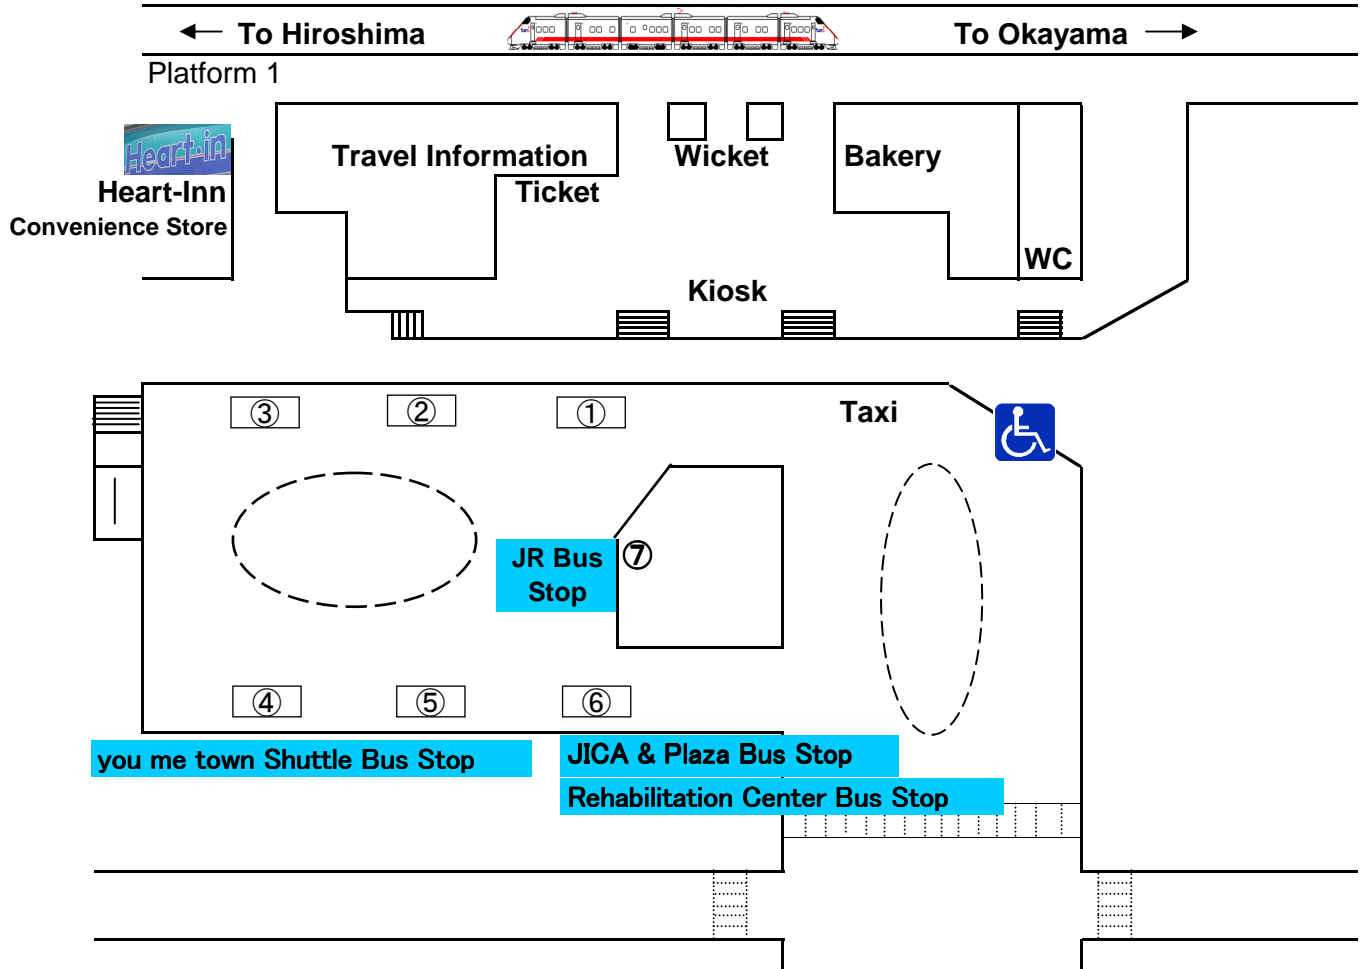 ← To Hiroshima
To Okayama →
Platform 1
Heart-in
Travel Information
Wicket
Bakery
Heart-Inn
Ticket
Convenience Store
WC
Kiosk
③
②
①
Taxi
JR Bus
Stop
⑦
④
⑤
⑥
you me town Shuttle Bus Stop
JICA & Plaza Bus Stop
Rehabilitation Center Bus Stop